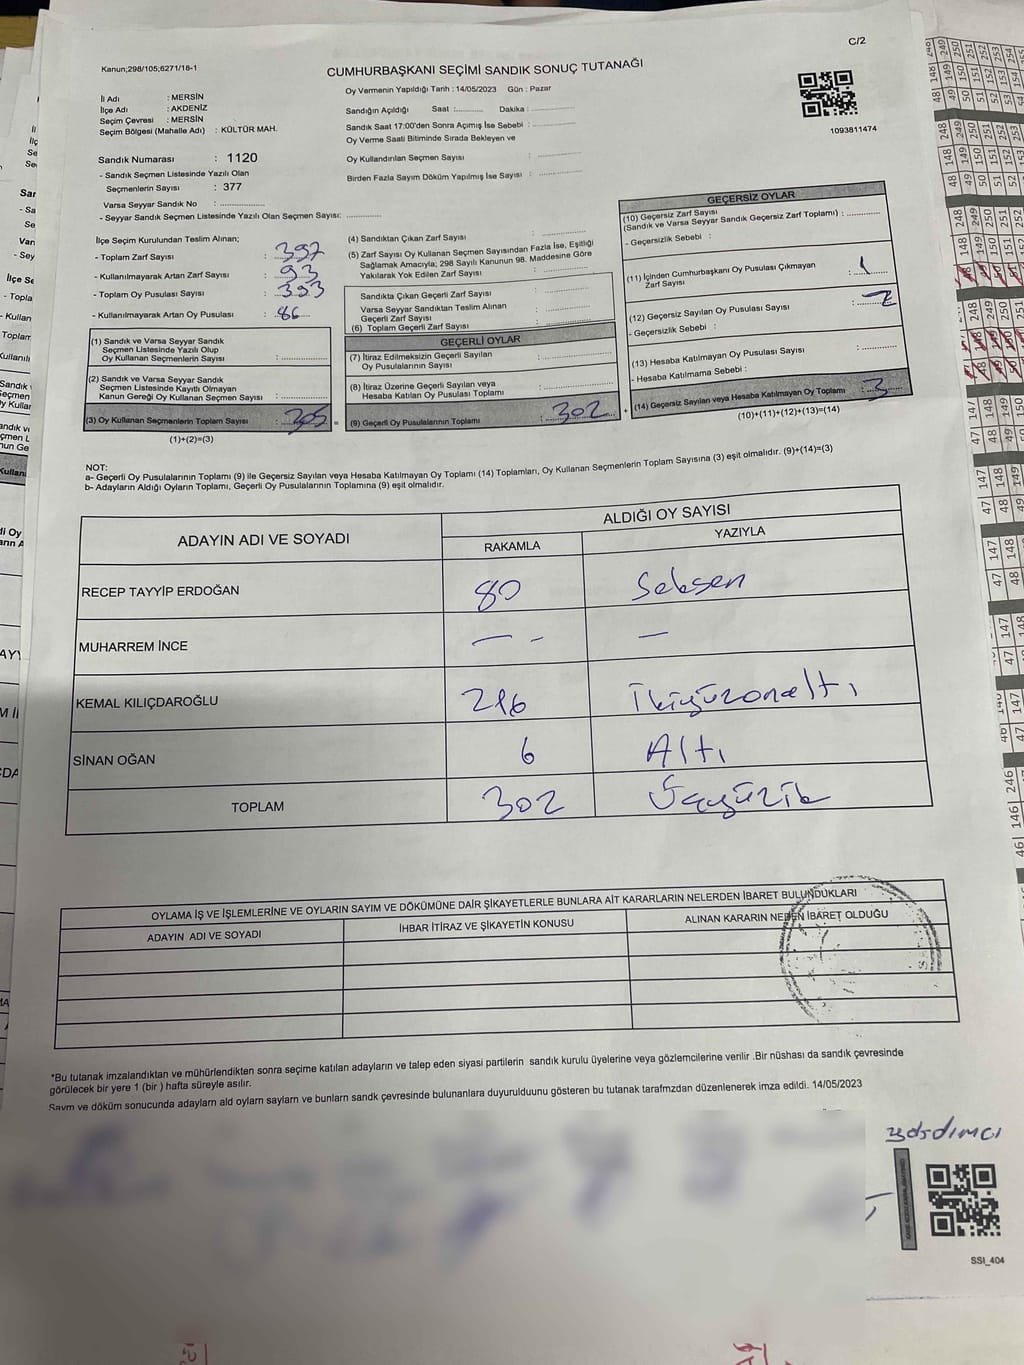 C/2
Kanun;298/105;6271/18-1
CUMHURBAŞKANI SEÇİMİ SANDIK SONUÇ TUTANAĞI
Oy Vermenin Yapıldığı Tarih : 14/05/2023 Gün : Pazar
İl Adı : MERSİN
İlçe Adı : AKDENİZ
Seçim Çevresi : MERSİN
Seçim Bölgesi (Mahalle Adı) : KÜLTÜR MAH.
Sandık Numarası : 1120
- Sandık Seçmen Listesinde Yazılı Olan
Seçmenlerin Sayısı : 377
Varsa Seyyar Sandık No :
- Seyyar Sandık Seçmen Listesinde Yazılı Olan Seçmen Sayısı:
Sandığın Açıldığı Saat : Dakika :
Sandık Saat 17:00'den Sonra Açımış İse Sebebi :
Oy Verme Saati Bitiminde Sırada Bekleyen ve
Oy Kullandırılan Seçmen Sayısı :
Birden Fazla Sayım Döküm Yapılmış İse Sayısı :
1093811474
İlçe Seçim Kurulundan Teslim Alınan;
- Toplam Zarf Sayısı : 397
- Kullanılmayarak Artan Zarf Sayısı : 93
- Toplam Oy Pusulası Sayısı : 393
- Kullanılmayarak Artan Oy Pusulası : 86
(1) Sandık ve Varsa Seyyar Sandık
Seçmen Listesinde Yazılı Olup
Oy Kullanan Seçmenlerin Sayısı :
(2) Sandık ve Varsa Seyyar Sandık
Seçmen Listesinde Kayıtlı Olmayan
Kanun Gereği Oy Kullanan Seçmen Sayısı :
(3) Oy Kullanan Seçmenlerin Toplam Sayısı : 305 =
(1)+(2)=(3)
(4) Sandıktan Çıkan Zarf Sayısı :
(5) Zarf Sayısı Oy Kullanan Seçmen Sayısından Fazla İse, Eşitliği
Sağlamak Amacıyla; 298 Sayılı Kanunun 98. Maddesine Göre
Yakılarak Yok Edilen Zarf Sayısı :
Sandıkta Çıkan Geçerli Zarf Sayısı :
Varsa Seyyar Sandıktan Teslim Alınan
Geçerli Zarf Sayısı :
(6) Toplam Geçerli Zarf Sayısı :
GEÇERLİ OYLAR
(7) İtiraz Edilmeksizin Geçerli Sayılan
Oy Pusulalarının Sayısı :
(8) İtiraz Üzerine Geçerli Sayılan veya
Hesaba Katılan Oy Pusulası Toplamı :
(9) Geçerli Oy Pusulalarının Toplamı : 302 +
GEÇERSİZ OYLAR
(10) Geçersiz Zarf Sayısı
(Sandık ve Varsa Seyyar Sandık Geçersiz Zarf Toplamı) :
- Geçersizlik Sebebi :
(11) İçinden Cumhurbaşkanı Oy Pusulası Çıkmayan
Zarf Sayısı : 1
(12) Geçersiz Sayılan Oy Pusulası Sayısı : 2
- Geçersizlik Sebebi :
(13) Hesaba Katılmayan Oy Pusulası Sayısı :
- Hesaba Katılmama Sebebi :
(14) Geçersiz Sayılan veya Hesaba Katılmayan Oy Toplamı : 3
(10)+(11)+(12)+(13)=(14)
NOT:
a- Geçerli Oy Pusulalarının Toplamı (9) ile Geçersiz Sayılan veya Hesaba Katılmayan Oy Toplamı (14) Toplamları, Oy Kullanan Seçmenlerin Toplam Sayısına (3) eşit olmalıdır. (9)+(14)=(3)
b- Adayların Aldığı Oyların Toplamı, Geçerli Oy Pusulalarının Toplamına (9) eşit olmalıdır.
ADAYIN ADI VE SOYADI
ALDIĞI OY SAYISI
RAKAMLA YAZIYLA
RECEP TAYYİP ERDOĞAN 80 Seksen
MUHARREM İNCE — - —
KEMAL KILIÇDAROĞLU 216 İkiyüzonaltı
SİNAN OĞAN 6 Altı
TOPLAM 302 Üçyüziki
OYLAMA İŞ VE İŞLEMLERİNE VE OYLARIN SAYIM VE DÖKÜMÜNE DAİR ŞİKAYETLERLE BUNLARA AİT KARARLARIN NELERDEN İBARET BULUNDUKLARI
ADAYIN ADI VE SOYADI
İHBAR İTİRAZ VE ŞİKAYETİN KONUSU
ALINAN KARARIN NEDEN İBARET OLDUĞU
*Bu tutanak imzalandıktan ve mühürlendikten sonra seçime katılan adayların ve talep eden siyasi partilerin sandık kurulu üyelerine veya gözlemcilerine verilir .Bir nüshası da sandık çevresinde
görülecek bir yere 1 (bir ) hafta süreyle asılır.
Sayım ve döküm sonucunda adayların ald oyların sayları ve bunların sandk çevresinde bulunanlara duyurulduunu gösteren bu tutanak tarafmzdan düzenlenerek imza edildi. 14/05/2023
SSI_404